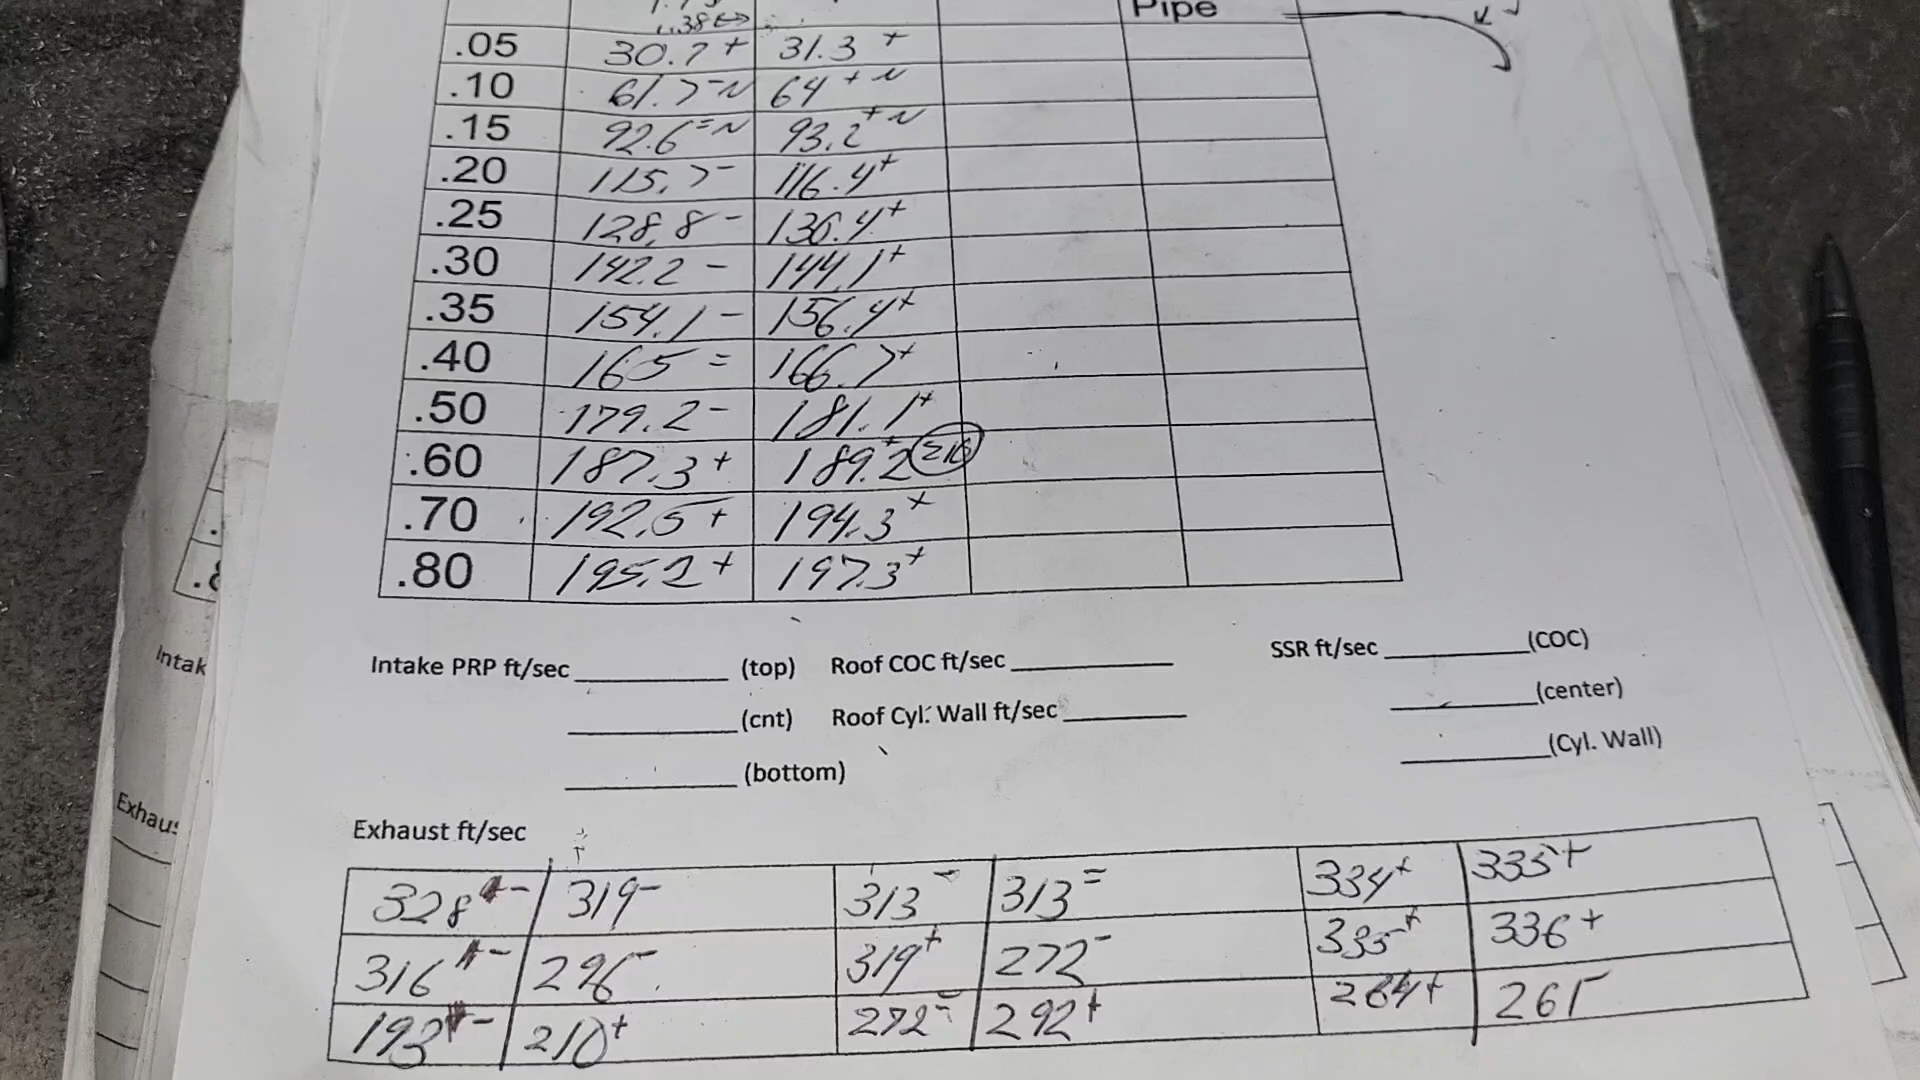 Pipe
.38
.05 30.7+ 31.3 +
.10 61.7-N 64 + N
.15 92.6=N 93.2+N
.20 115.7- 116.4+
.25 128.8- 136.4+
.30 142.2- 144.1+
.35 154.1- 156.4+
.40 165= 166.7+
.50 179.2- 181.1+
.60 187.3+ 189.2+
.70 192.5+ 194.3+
.80 195.2+ 197.3+
Intake PRP ft/sec (top) Roof COC ft/sec SSR ft/sec (COC)
(cnt) Roof Cyl. Wall ft/sec (center)
(bottom) (Cyl. Wall)
Intak
Exhaus
Exhaust ft/sec
328- 319- 313- 313= 334+ 335+
316- 296- 319+ 272- 335+ 336+
193- 210+ 272- 292+ 264+ 261-